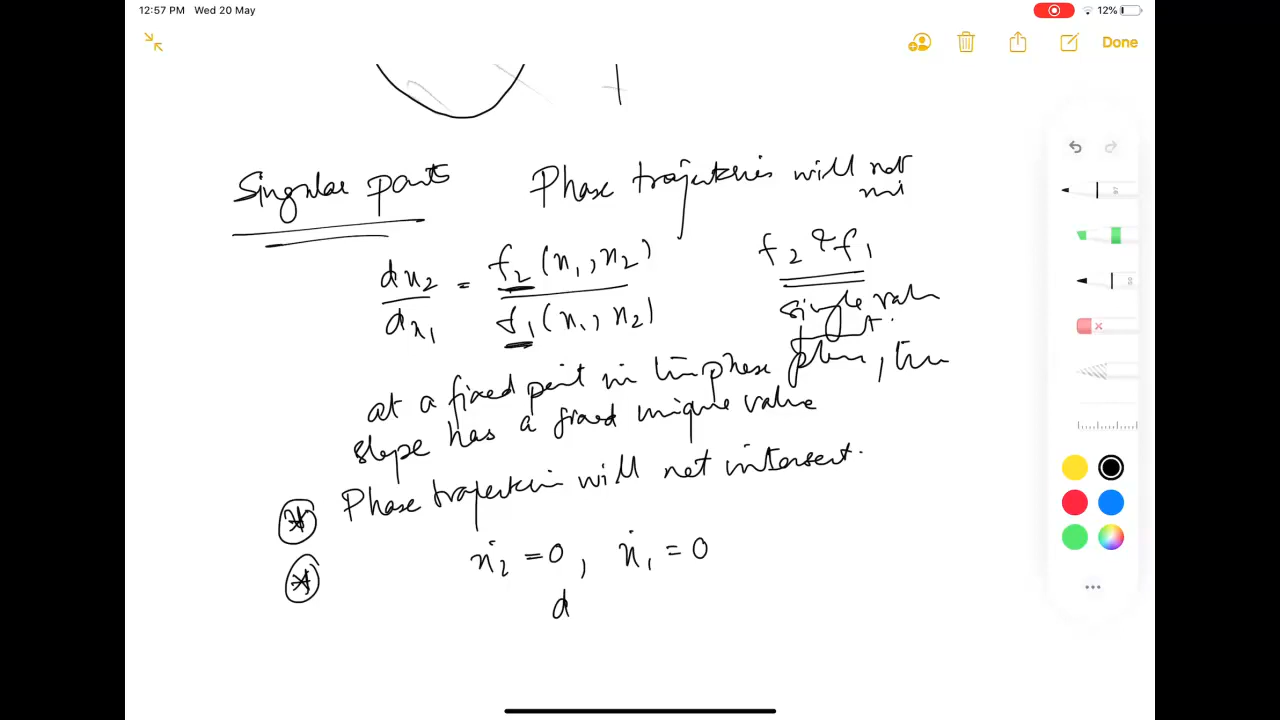 12:57 PM Wed 20 May
12%
Done
Singular points Phase trajectories will not
dx₂/dx₁ = f₂(x₁, x₂)/f₁(x₁, x₂)
f₂ & f₁
single value
at a fixed point in the phase plane, the
slope has a fixed unique value
Phase trajectories will not intersect.
ẋ₂ = 0, ẋ₁ = 0
d